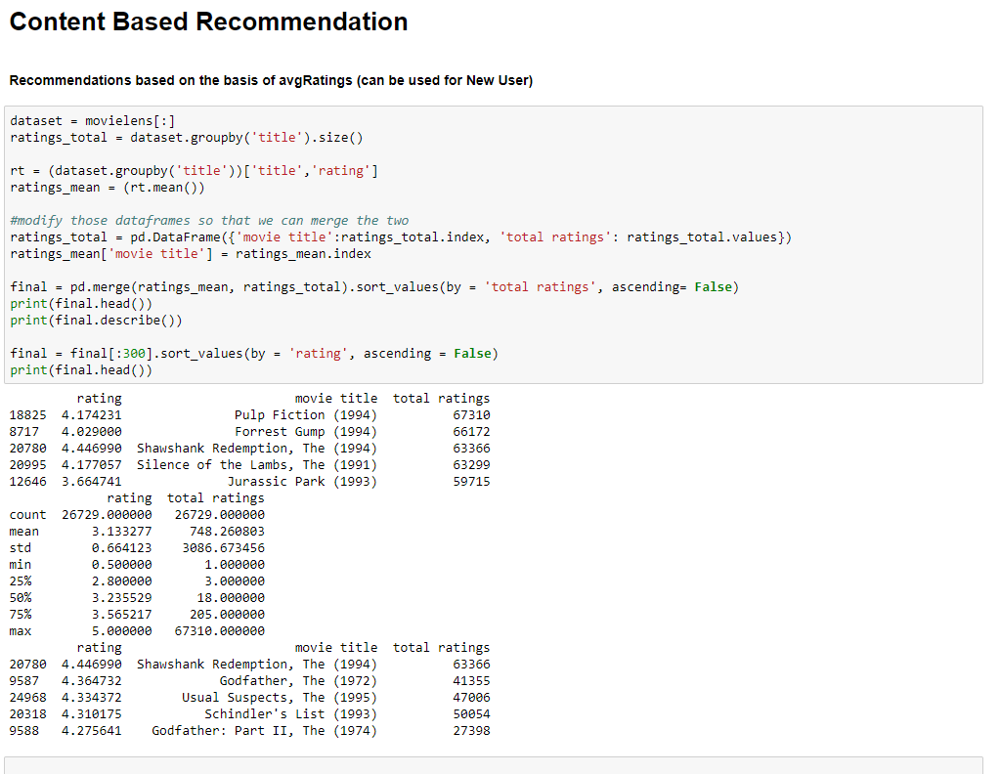 Content Based Recommendation
Recommendations based on the basis of avgRatings (can be used for New User)
dataset = movielens[:]
ratings_total = dataset.groupby('title').size()
rt = (dataset.groupby('title'))['title','rating']
ratings_mean = (rt.mean())
#modify those dataframes so that we can merge the two
ratings_total = pd.DataFrame({'movie title':ratings_total.index, 'total ratings': ratings_total.values})
ratings_mean['movie title'] = ratings_mean.index
final = pd.merge(ratings_mean, ratings_total).sort_values(by = 'total ratings', ascending= False)
print(final.head())
print(final.describe())
final = final[:300].sort_values(by = 'rating', ascending = False)
print(final.head())
rating movie title total ratings
18825 4.174231 Pulp Fiction (1994) 67310
8717 4.029000 Forrest Gump (1994) 66172
20780 4.446990 Shawshank Redemption, The (1994) 63366
20995 4.177057 Silence of the Lambs, The (1991) 63299
12646 3.664741 Jurassic Park (1993) 59715
rating total ratings
count 26729.000000 26729.000000
mean 3.133277 748.260803
std 0.664123 3086.673456
min 0.500000 1.000000
25% 2.800000 3.000000
50% 3.235529 18.000000
75% 3.565217 205.000000
max 5.000000 67310.000000
rating movie title total ratings
20780 4.446990 Shawshank Redemption, The (1994) 63366
9587 4.364732 Godfather, The (1972) 41355
24968 4.334372 Usual Suspects, The (1995) 47006
20318 4.310175 Schindler's List (1993) 50054
9588 4.275641 Godfather: Part II, The (1974) 27398